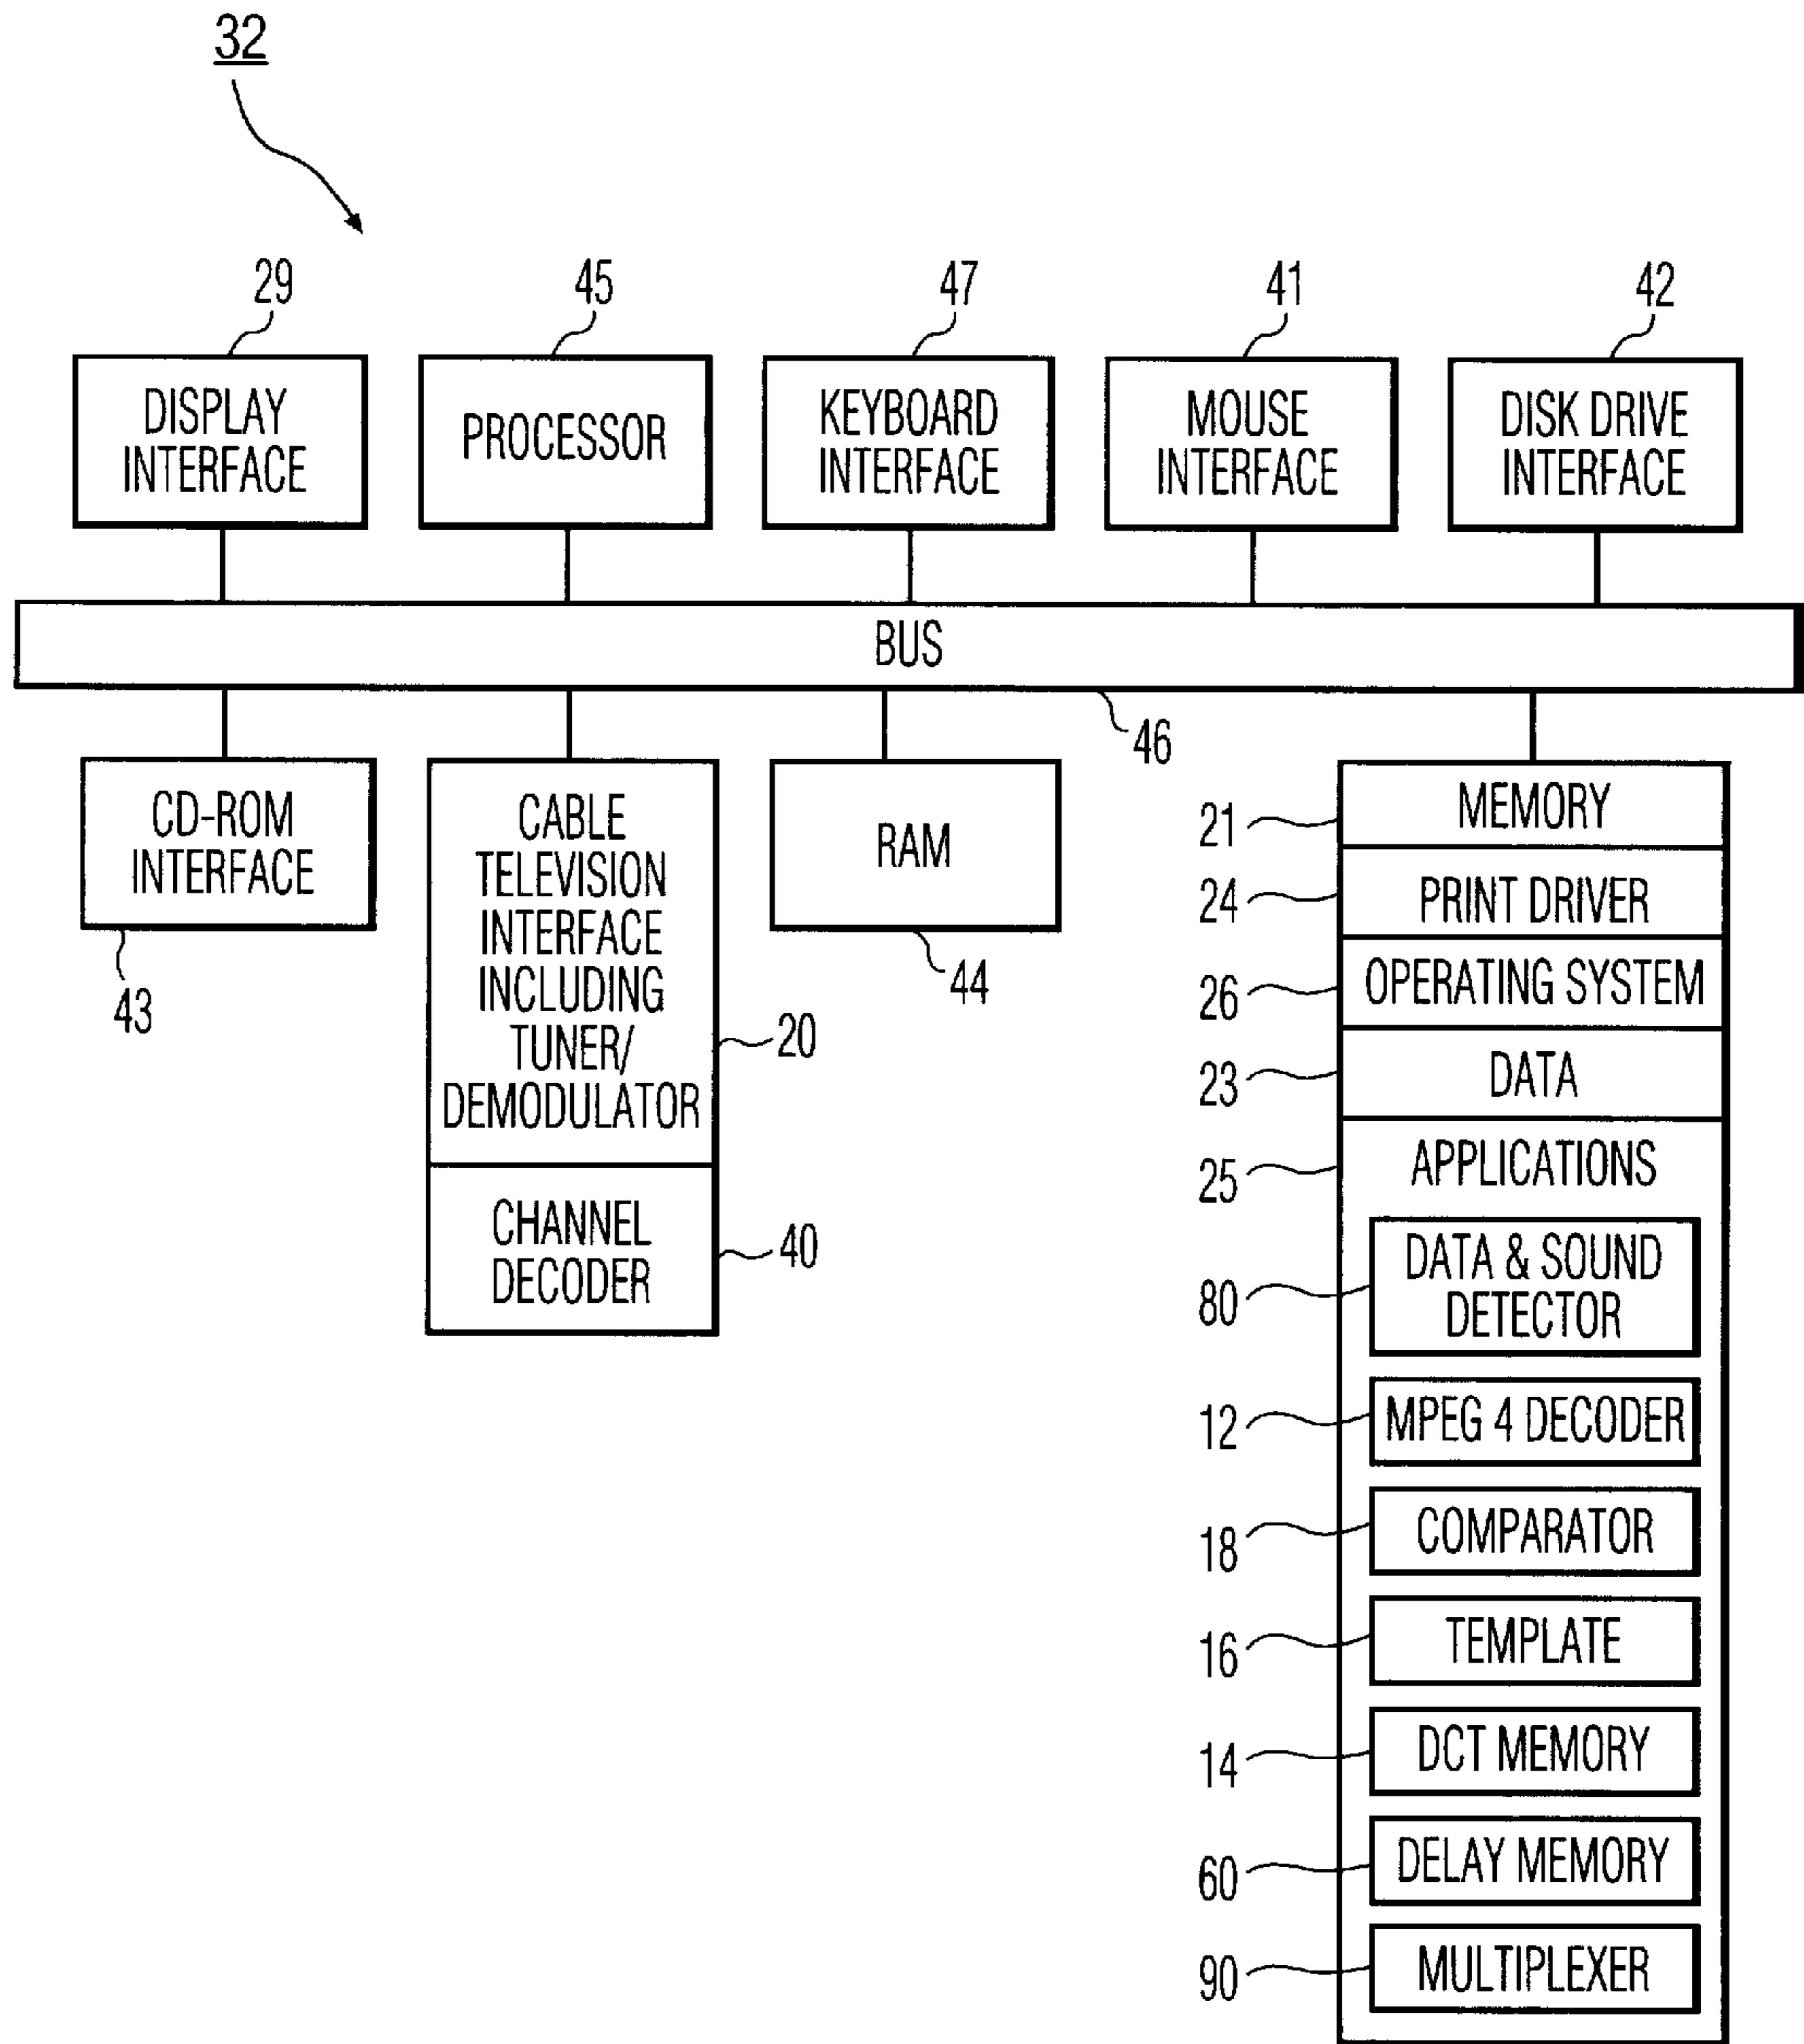 32
29
45
47
41
42
DISPLAY
INTERFACE
PROCESSOR
KEYBOARD
INTERFACE
MOUSE
INTERFACE
DISK DRIVE
INTERFACE
BUS
46
CD-ROM
INTERFACE
43
CABLE
TELEVISION
INTERFACE
INCLUDING
TUNER/
DEMODULATOR
20
CHANNEL
DECODER
40
RAM
44
21
MEMORY
24
PRINT DRIVER
26
OPERATING SYSTEM
23
DATA
25
APPLICATIONS
80
DATA & SOUND
DETECTOR
12
MPEG 4 DECODER
18
COMPARATOR
16
TEMPLATE
14
DCT MEMORY
60
DELAY MEMORY
90
MULTIPLEXER